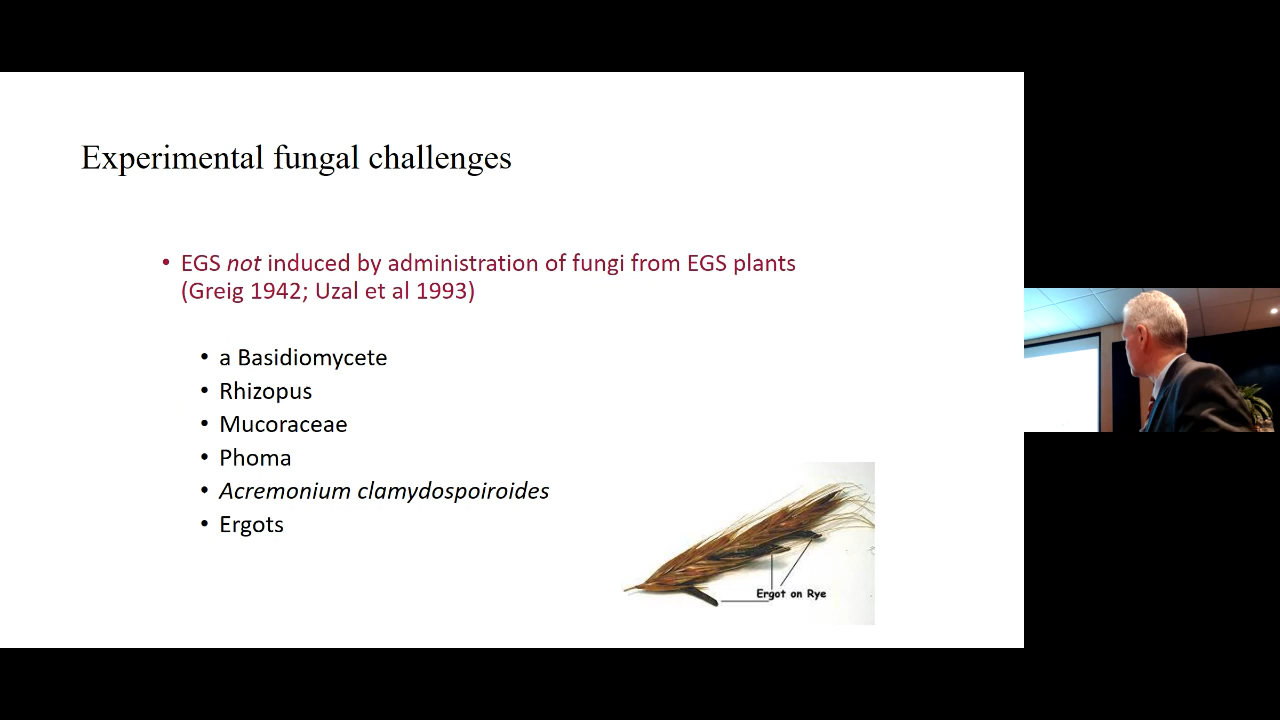 Experimental fungal challenges
• EGS not induced by administration of fungi from EGS plants
(Greig 1942; Uzal et al 1993)
• a Basidiomycete
• Rhizopus
• Mucoraceae
• Phoma
• Acremonium clamydospoiroides
• Ergots
Ergot on Rye